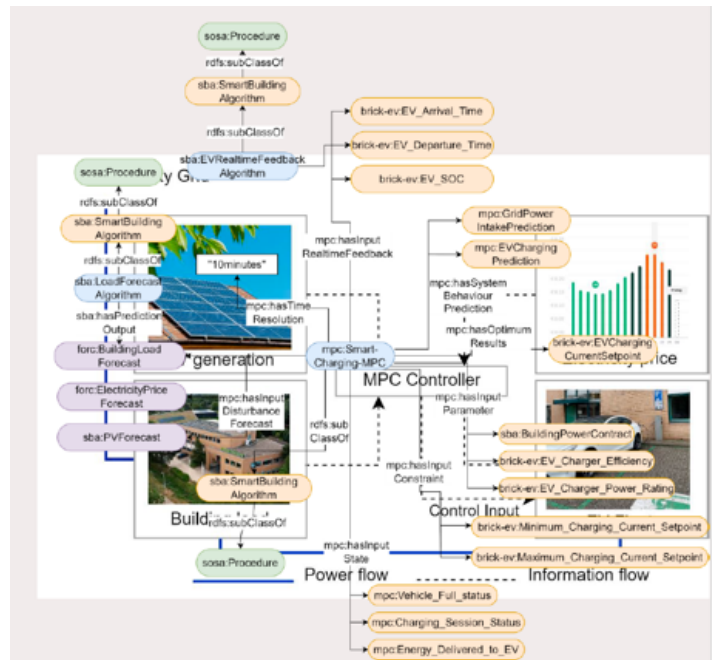 sosa:Procedure
rdfs:subClassOf
sba:SmartBuilding
Algorithm
rdfs:subClassOf
sba:EVRealtimeFeedback
Algorithm
brick-ev:EV_Arrival_Time
brick-ev:EV_Departure_Time
brick-ev:EV_SOC
sosa:Procedure
rdfs:subClassOf
sba:SmartBuilding
Algorithm
rdfs:subClassOf
sba:LoadForecast
Algorithm
sba:hasPrediction
Output
forc:BuildingLoad
Forecast
forc:ElectricityPrice
Forecast
sba:PVForecast
"10minutes"
mpc:hasTime
Resolution
generation
mpc:hasInput
RealtimeFeedback
mpc:GridPower
IntakePrediction
mpc:EVCharging
Prediction
mpc:hasSystem
Behaviour
Prediction
mpc:hasOptimum
Results
brick-ev:EVCharging
CurrentSetpoint
price
mpc:Smart-
Charging-MPC
MPC Controller
mpc:hasInput
Disturbance
Forecast
rdfs:sub
ClassOf
mpc:hasInput
Parameter
sba:BuildingPowerContract
brick-ev:EV_Charger_Efficiency
brick-ev:EV_Charger_Power_Rating
mpc:hasInput
Constraint
Control Input
sba:SmartBuilding
Algorithm
rdfs:subClassOf
sosa:Procedure
brick-ev:Minimum_Charging_Current_Setpoint
brick-ev:Maximum_Charging_Current_Setpoint
mpc:hasInput
State
Power flow
Information flow
mpc:Vehicle_Full_status
mpc:Charging_Session_Status
mpc:Energy_Delivered_to_EV